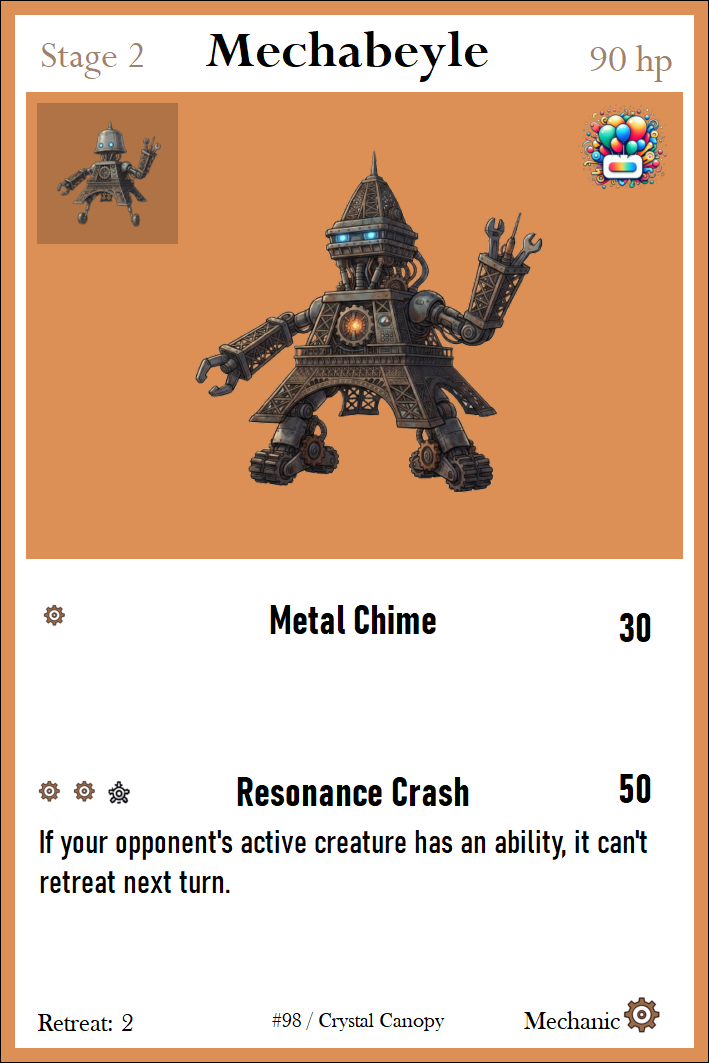 Stage 2
Mechabeyle
90 hp
Metal Chime
30
Resonance Crash
50
If your opponent's active creature has an ability, it can't
retreat next turn.
Retreat: 2
#98 / Crystal Canopy
Mechanic